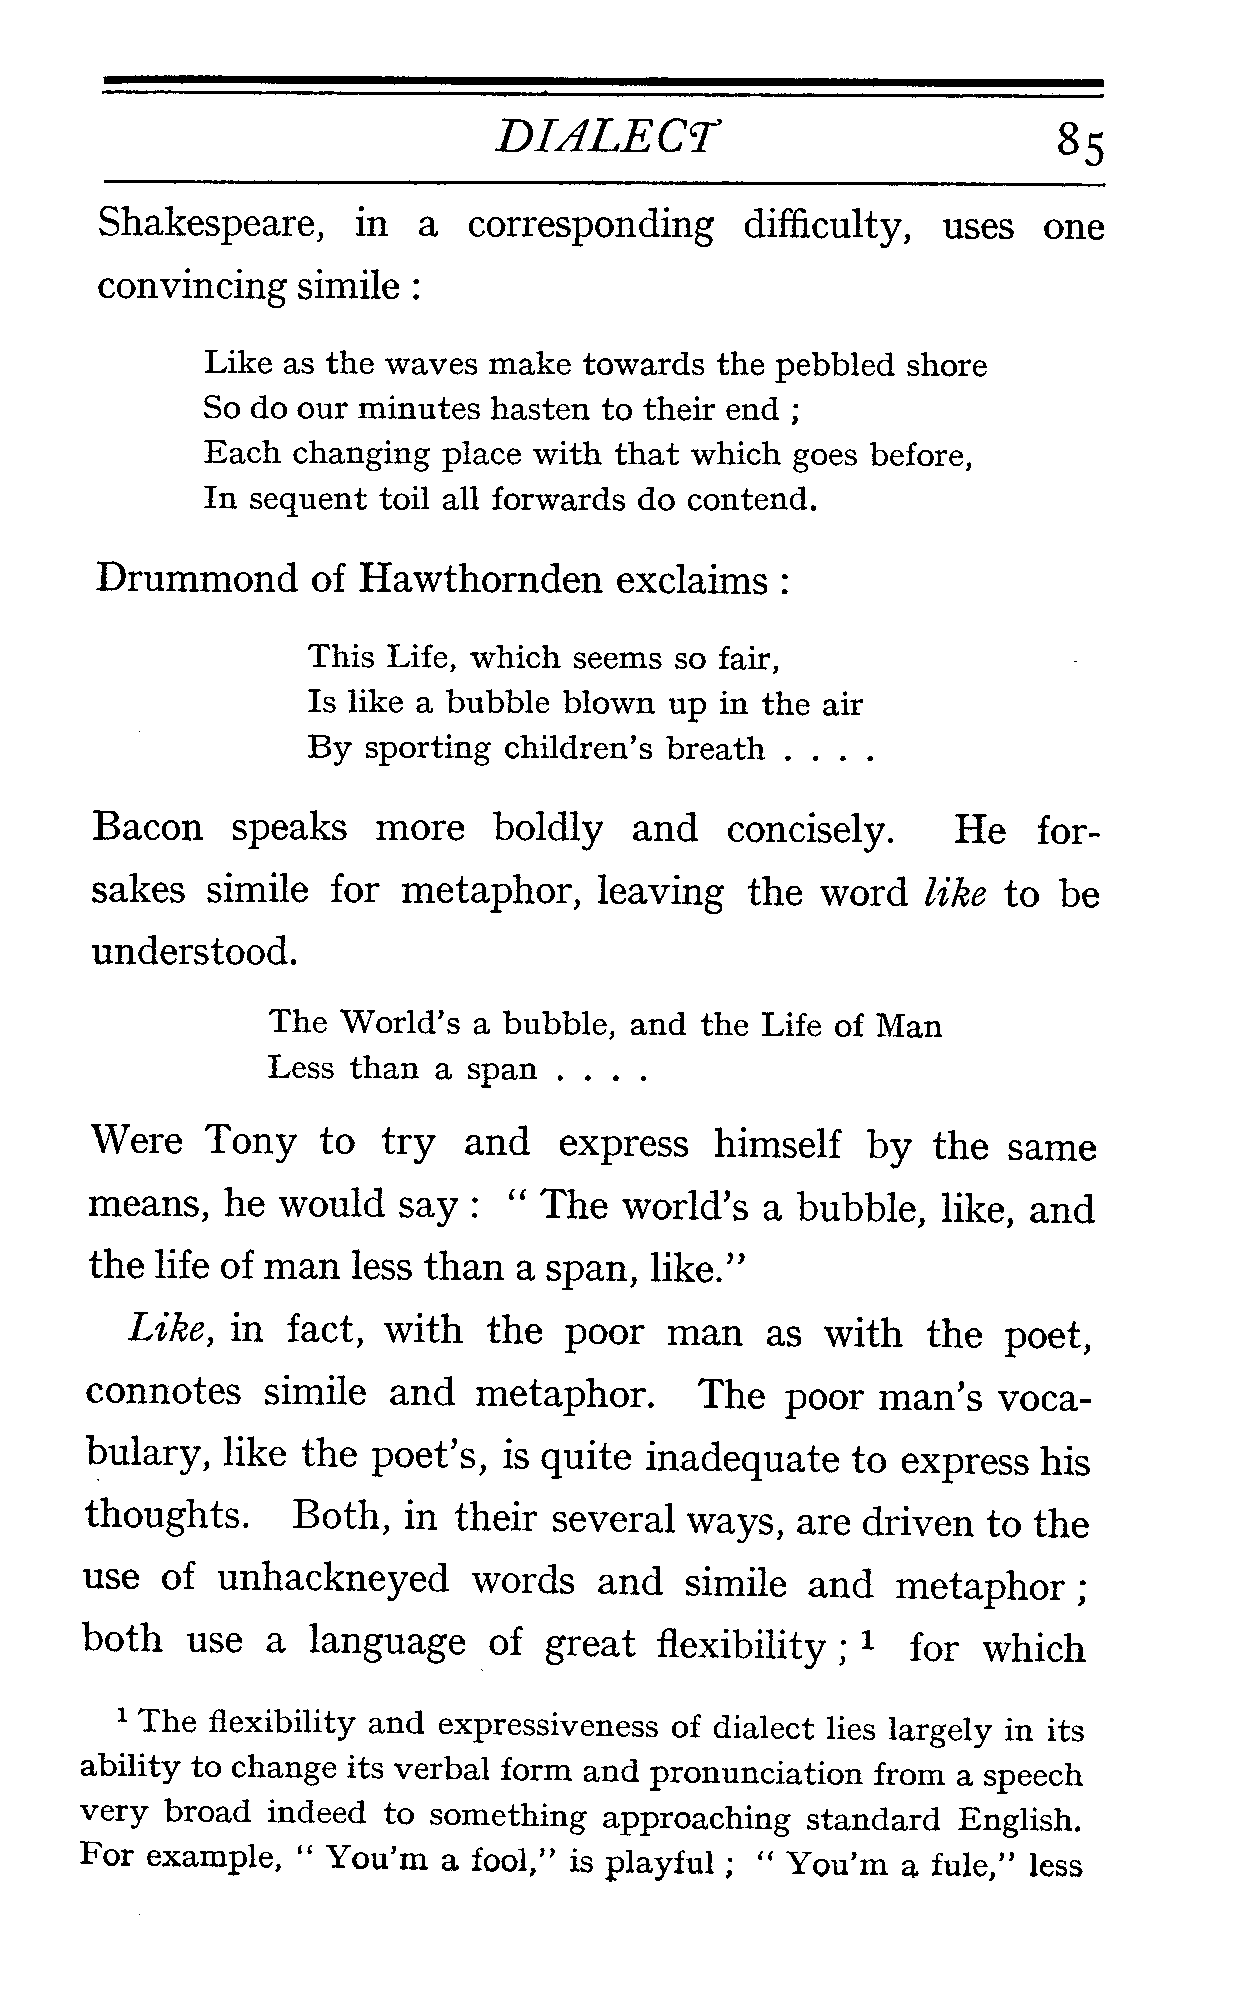 DIALECT 85
Shakespeare, in a corresponding difficulty, uses one
convincing simile :
Like as the waves make towards the pebbled shore
So do our minutes hasten to their end ;
Each changing place with that which goes before,
In sequent toil all forwards do contend.
Drummond of Hawthornden exclaims :
This Life, which seems so fair,
Is like a bubble blown up in the air
By sporting children's breath . . . .
Bacon speaks more boldly and concisely. He for-
sakes simile for metaphor, leaving the word like to be
understood.
The World's a bubble, and the Life of Man
Less than a span . . . .
Were Tony to try and express himself by the same
means, he would say : " The world's a bubble, like, and
the life of man less than a span, like."
Like, in fact, with the poor man as with the poet,
connotes simile and metaphor. The poor man's voca-
bulary, like the poet's, is quite inadequate to express his
thoughts. Both, in their several ways, are driven to the
use of unhackneyed words and simile and metaphor ;
both use a language of great flexibility ; ¹ for which
¹ The flexibility and expressiveness of dialect lies largely in its
ability to change its verbal form and pronunciation from a speech
very broad indeed to something approaching standard English.
For example, " You'm a fool," is playful ; " You'm a fule," less